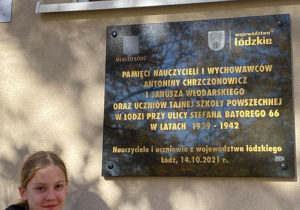 MIASTO ŁÓDŹ
województwo
łódzkie
PAMIĘCI NAUCZYCIELI I WYCHOWAWCÓW
ANTONINY CHRZCZONOWICZ
I JANUSZA WŁODARSKIEGO
ORAZ UCZNIÓW TAJNEJ SZKOŁY POWSZECHNEJ
W ŁODZI PRZY ULICY STEFANA BATOREGO 66
W LATACH 1939 - 1942
Nauczyciele i uczniowie z województwa łódzkiego
Łódź, 14.10.2021 r.